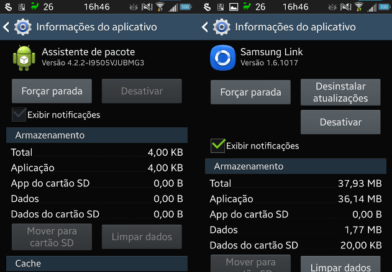 26 16h46
Informações do aplicativo
Assistente de pacote
Versão 4.2.2-I9505VJUBMG3
Forçar parada
Desativar
Exibir notificações
Armazenamento
Total 4,00 KB
Aplicação 4,00 KB
App do cartão SD 0,00 B
Dados 0,00 B
Dados do cartão SD 0,00 B
Mover para
cartão SD
Limpar dados
Cache
26 16h46
Informações do aplicativo
Samsung Link
Versão 1.6.1017
Forçar parada
Desinstalar
atualizações
Desativar
Exibir notificações
Armazenamento
Total 37,93 MB
Aplicação 36,14 MB
App do cartão SD 0,00 B
Dados 1,77 MB
Dados do cartão SD 20,00 KB
Mover para
Limpar dados